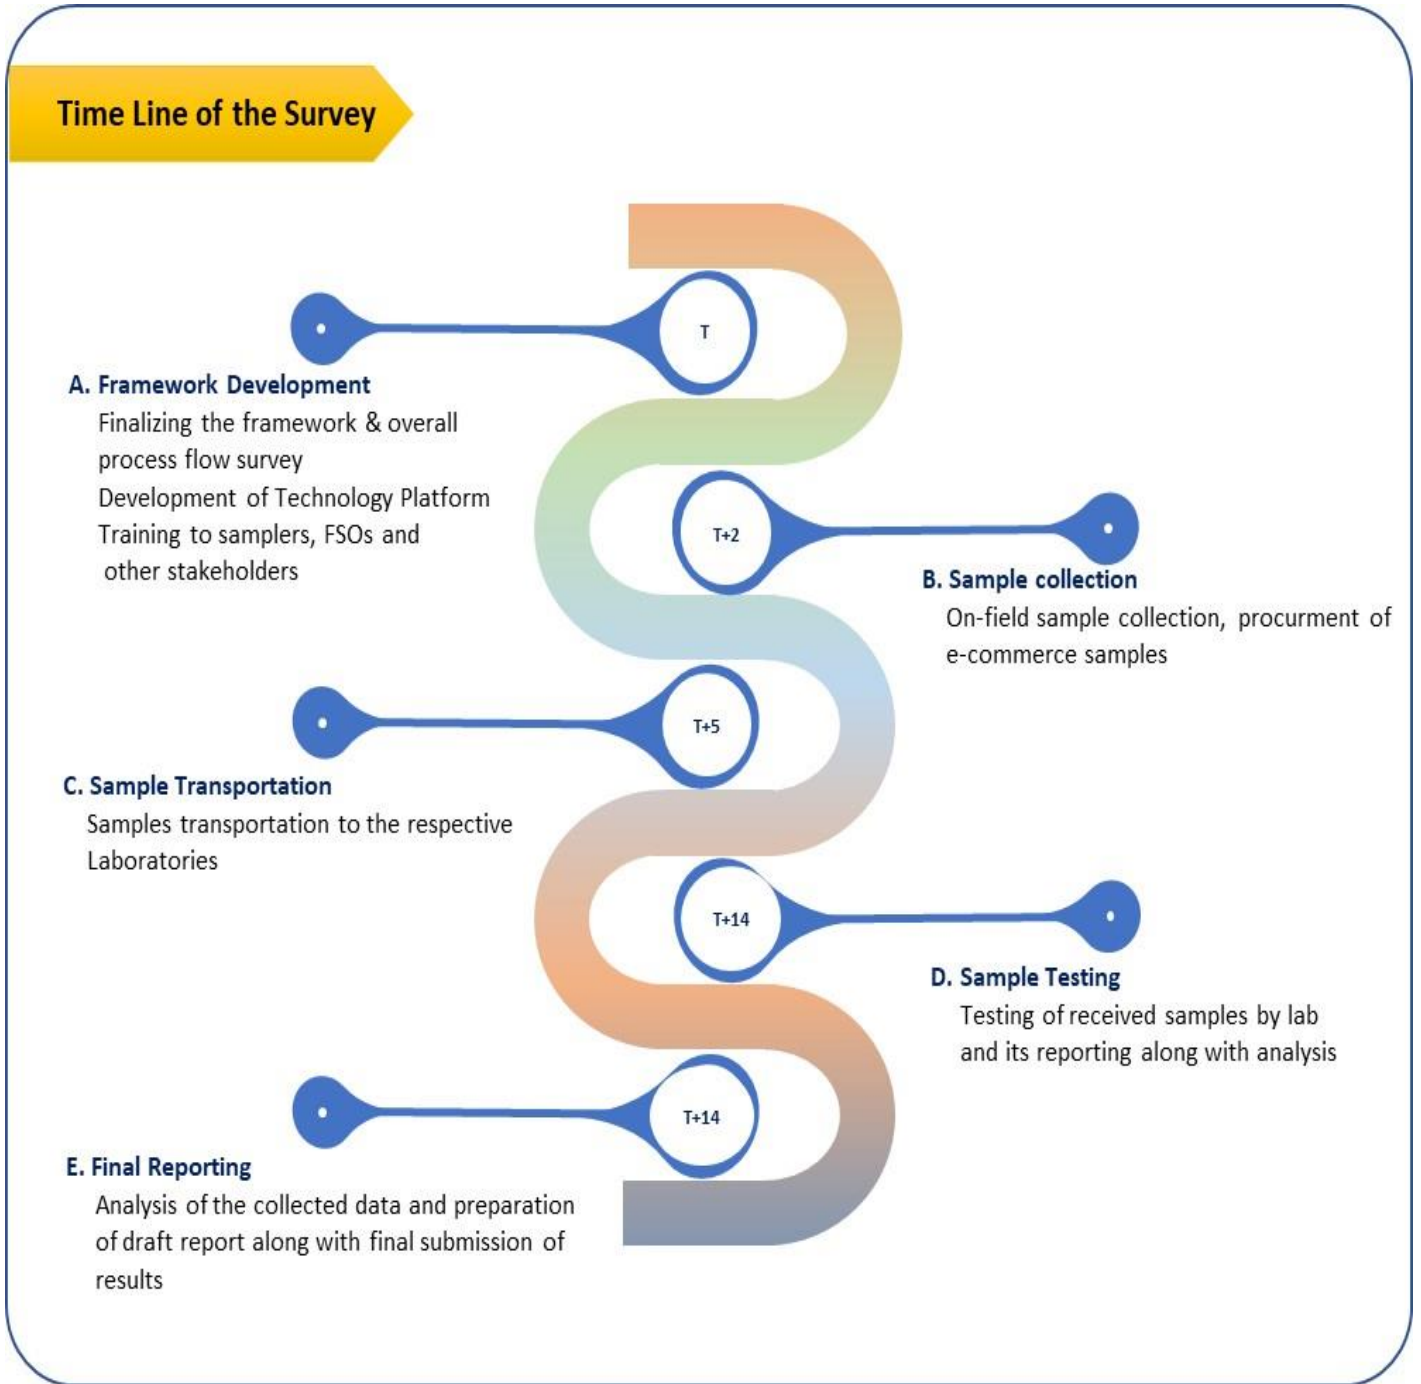 Time Line of the Survey
T
A. Framework Development
Finalizing the framework & overall
process flow survey
Development of Technology Platform
Training to samplers, FSOs and
other stakeholders
T+2
B. Sample collection
On-field sample collection, procurment of
e-commerce samples
T+5
C. Sample Transportation
Samples transportation to the respective
Laboratories
T+14
D. Sample Testing
Testing of received samples by lab
and its reporting along with analysis
T+14
E. Final Reporting
Analysis of the collected data and preparation
of draft report along with final submission of
results